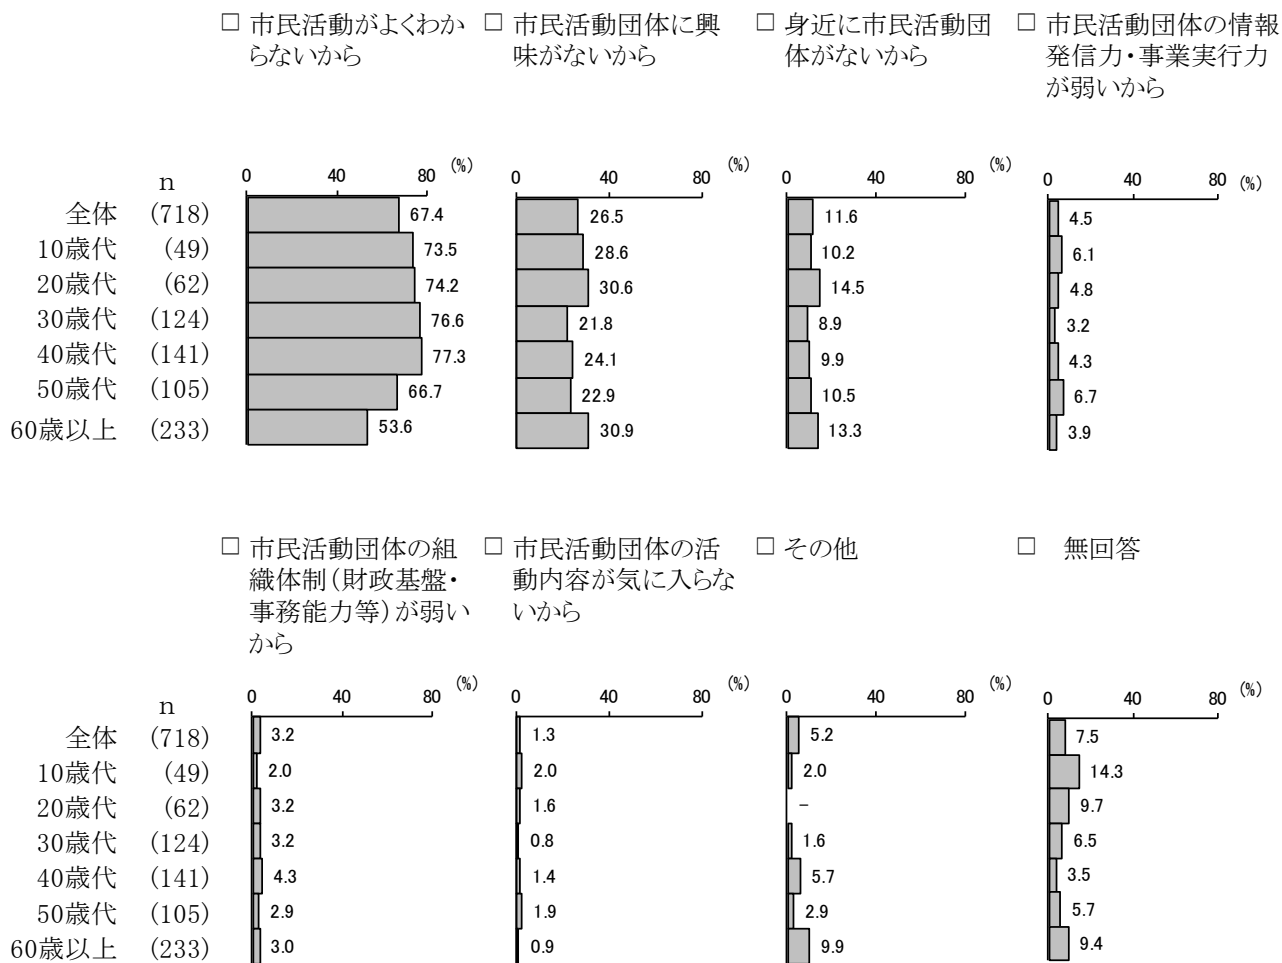 □ 市民活動がよくわか
らないから
□ 市民活動団体に興
味がないから
□ 身近に市民活動団
体がないから
□ 市民活動団体の情報
発信力・事業実行力
が弱いから
0 40 80 (%)
0 40 80 (%)
0 40 80 (%)
0 40 80 (%)
n
全体 (718) 67.4 26.5 11.6 4.5
10歳代 (49) 73.5 28.6 10.2 6.1
20歳代 (62) 74.2 30.6 14.5 4.8
30歳代 (124) 76.6 21.8 8.9 3.2
40歳代 (141) 77.3 24.1 9.9 4.3
50歳代 (105) 66.7 22.9 10.5 6.7
60歳以上 (233) 53.6 30.9 13.3 3.9
□ 市民活動団体の組
織体制(財政基盤・
事務能力等)が弱い
から
□ 市民活動団体の活
動内容が気に入らな
いから
□ その他
□ 無回答
0 40 80 (%)
0 40 80 (%)
0 40 80 (%)
0 40 80 (%)
n
全体 (718) 3.2 1.3 5.2 7.5
10歳代 (49) 2.0 2.0 2.0 14.3
20歳代 (62) 3.2 1.6 - 9.7
30歳代 (124) 3.2 0.8 1.6 6.5
40歳代 (141) 4.3 1.4 5.7 3.5
50歳代 (105) 2.9 1.9 2.9 5.7
60歳以上 (233) 3.0 0.9 9.9 9.4